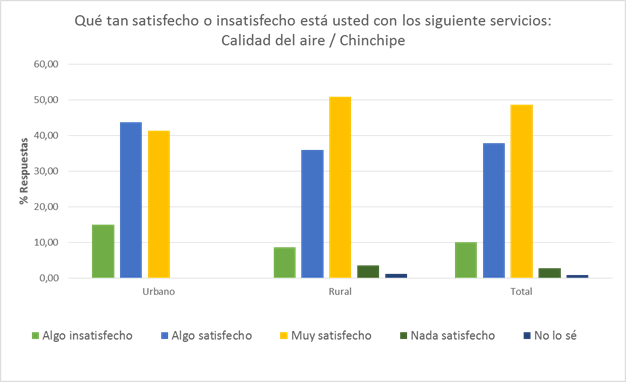 Qué tan satisfecho o insatisfecho está usted con los siguiente servicios:
Calidad del aire / Chinchipe
60,00
50,00
40,00
30,00
20,00
10,00
0,00
% Respuestas
Urbano Rural Total
Algo insatisfecho Algo satisfecho Muy satisfecho Nada satisfecho No lo sé